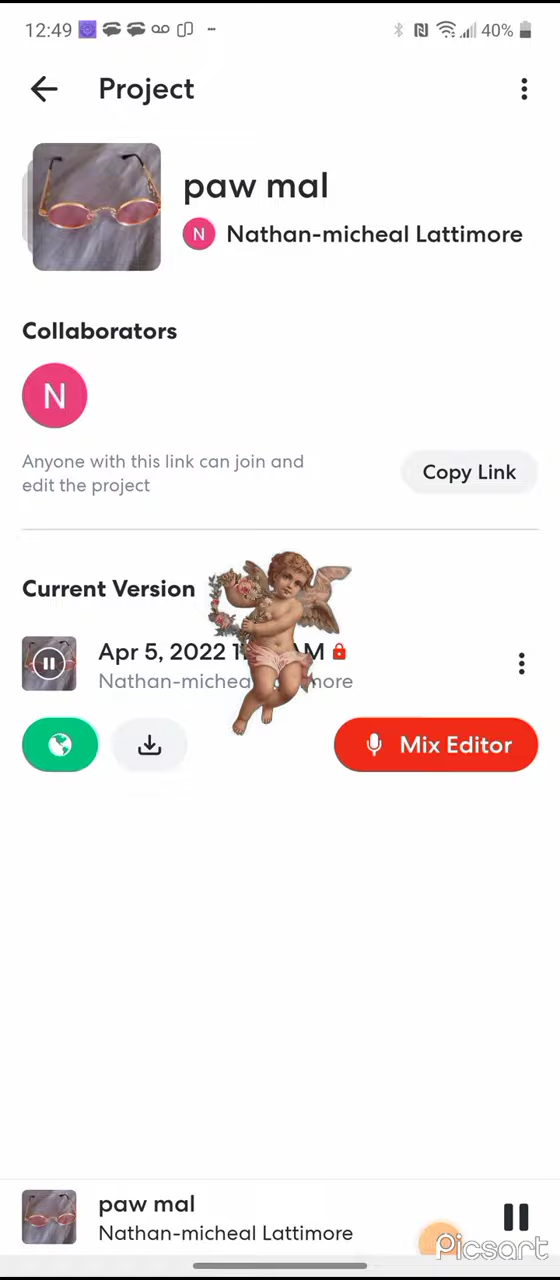 12:49
40%
Project
paw mal
N Nathan-micheal Lattimore
Collaborators
N
Anyone with this link can join and
edit the project
Copy Link
Current Version
Apr 5, 2022
Mix Editor
paw mal
Nathan-micheal Lattimore
Picsart